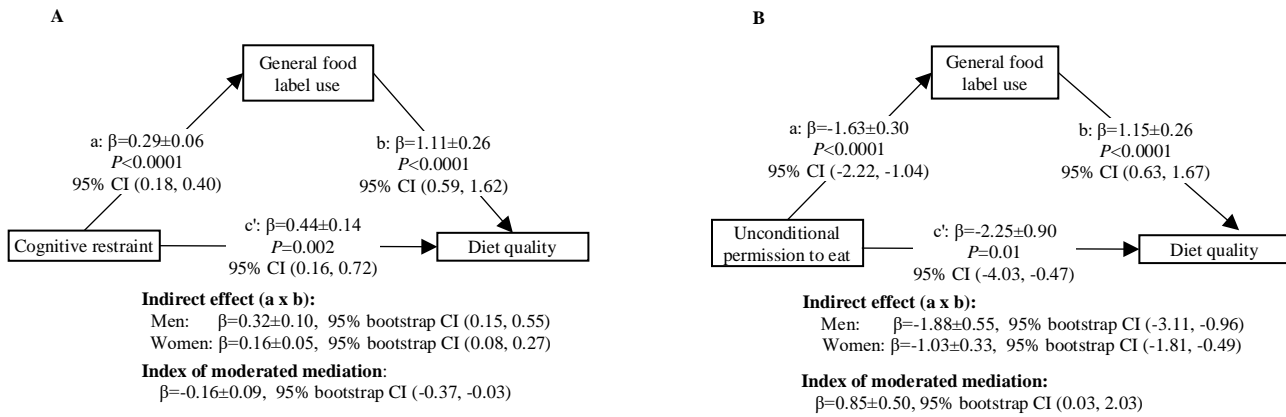 A
General food
label use
a: β=0.29±0.06
P<0.0001
95% CI (0.18, 0.40)
b: β=1.11±0.26
P<0.0001
95% CI (0.59, 1.62)
Cognitive restraint
c': β=0.44±0.14
P=0.002
95% CI (0.16, 0.72)
Diet quality
Indirect effect (a x b):
Men: β=0.32±0.10, 95% bootstrap CI (0.15, 0.55)
Women: β=0.16±0.05, 95% bootstrap CI (0.08, 0.27)
Index of moderated mediation:
β=-0.16±0.09, 95% bootstrap CI (-0.37, -0.03)
B
General food
label use
a: β=-1.63±0.30
P<0.0001
95% CI (-2.22, -1.04)
b: β=1.15±0.26
P<0.0001
95% CI (0.63, 1.67)
Unconditional
permission to eat
c': β=-2.25±0.90
P=0.01
95% CI (-4.03, -0.47)
Diet quality
Indirect effect (a x b):
Men: β=-1.88±0.55, 95% bootstrap CI (-3.11, -0.96)
Women: β=-1.03±0.33, 95% bootstrap CI (-1.81, -0.49)
Index of moderated mediation:
β=0.85±0.50, 95% bootstrap CI (0.03, 2.03)